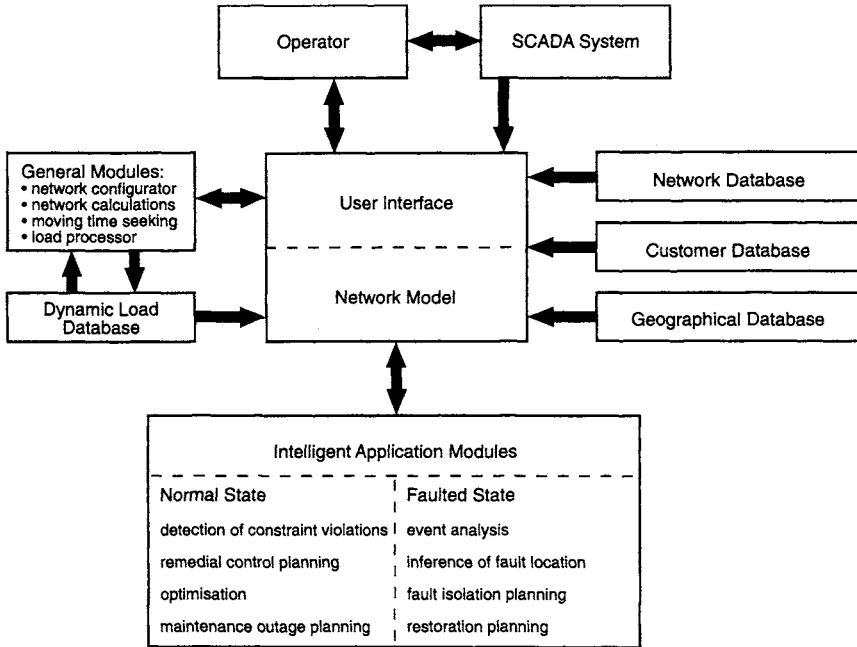 Operator
SCADA System
General Modules:
• network configurator
• network calculations
• moving time seeking
• load processor
User Interface
Network Model
Network Database
Customer Database
Geographical Database
Dynamic Load
Database
Intelligent Application Modules
Normal State
detection of constraint violations
remedial control planning
optimisation
maintenance outage planning
Faulted State
event analysis
inference of fault location
fault isolation planning
restoration planning